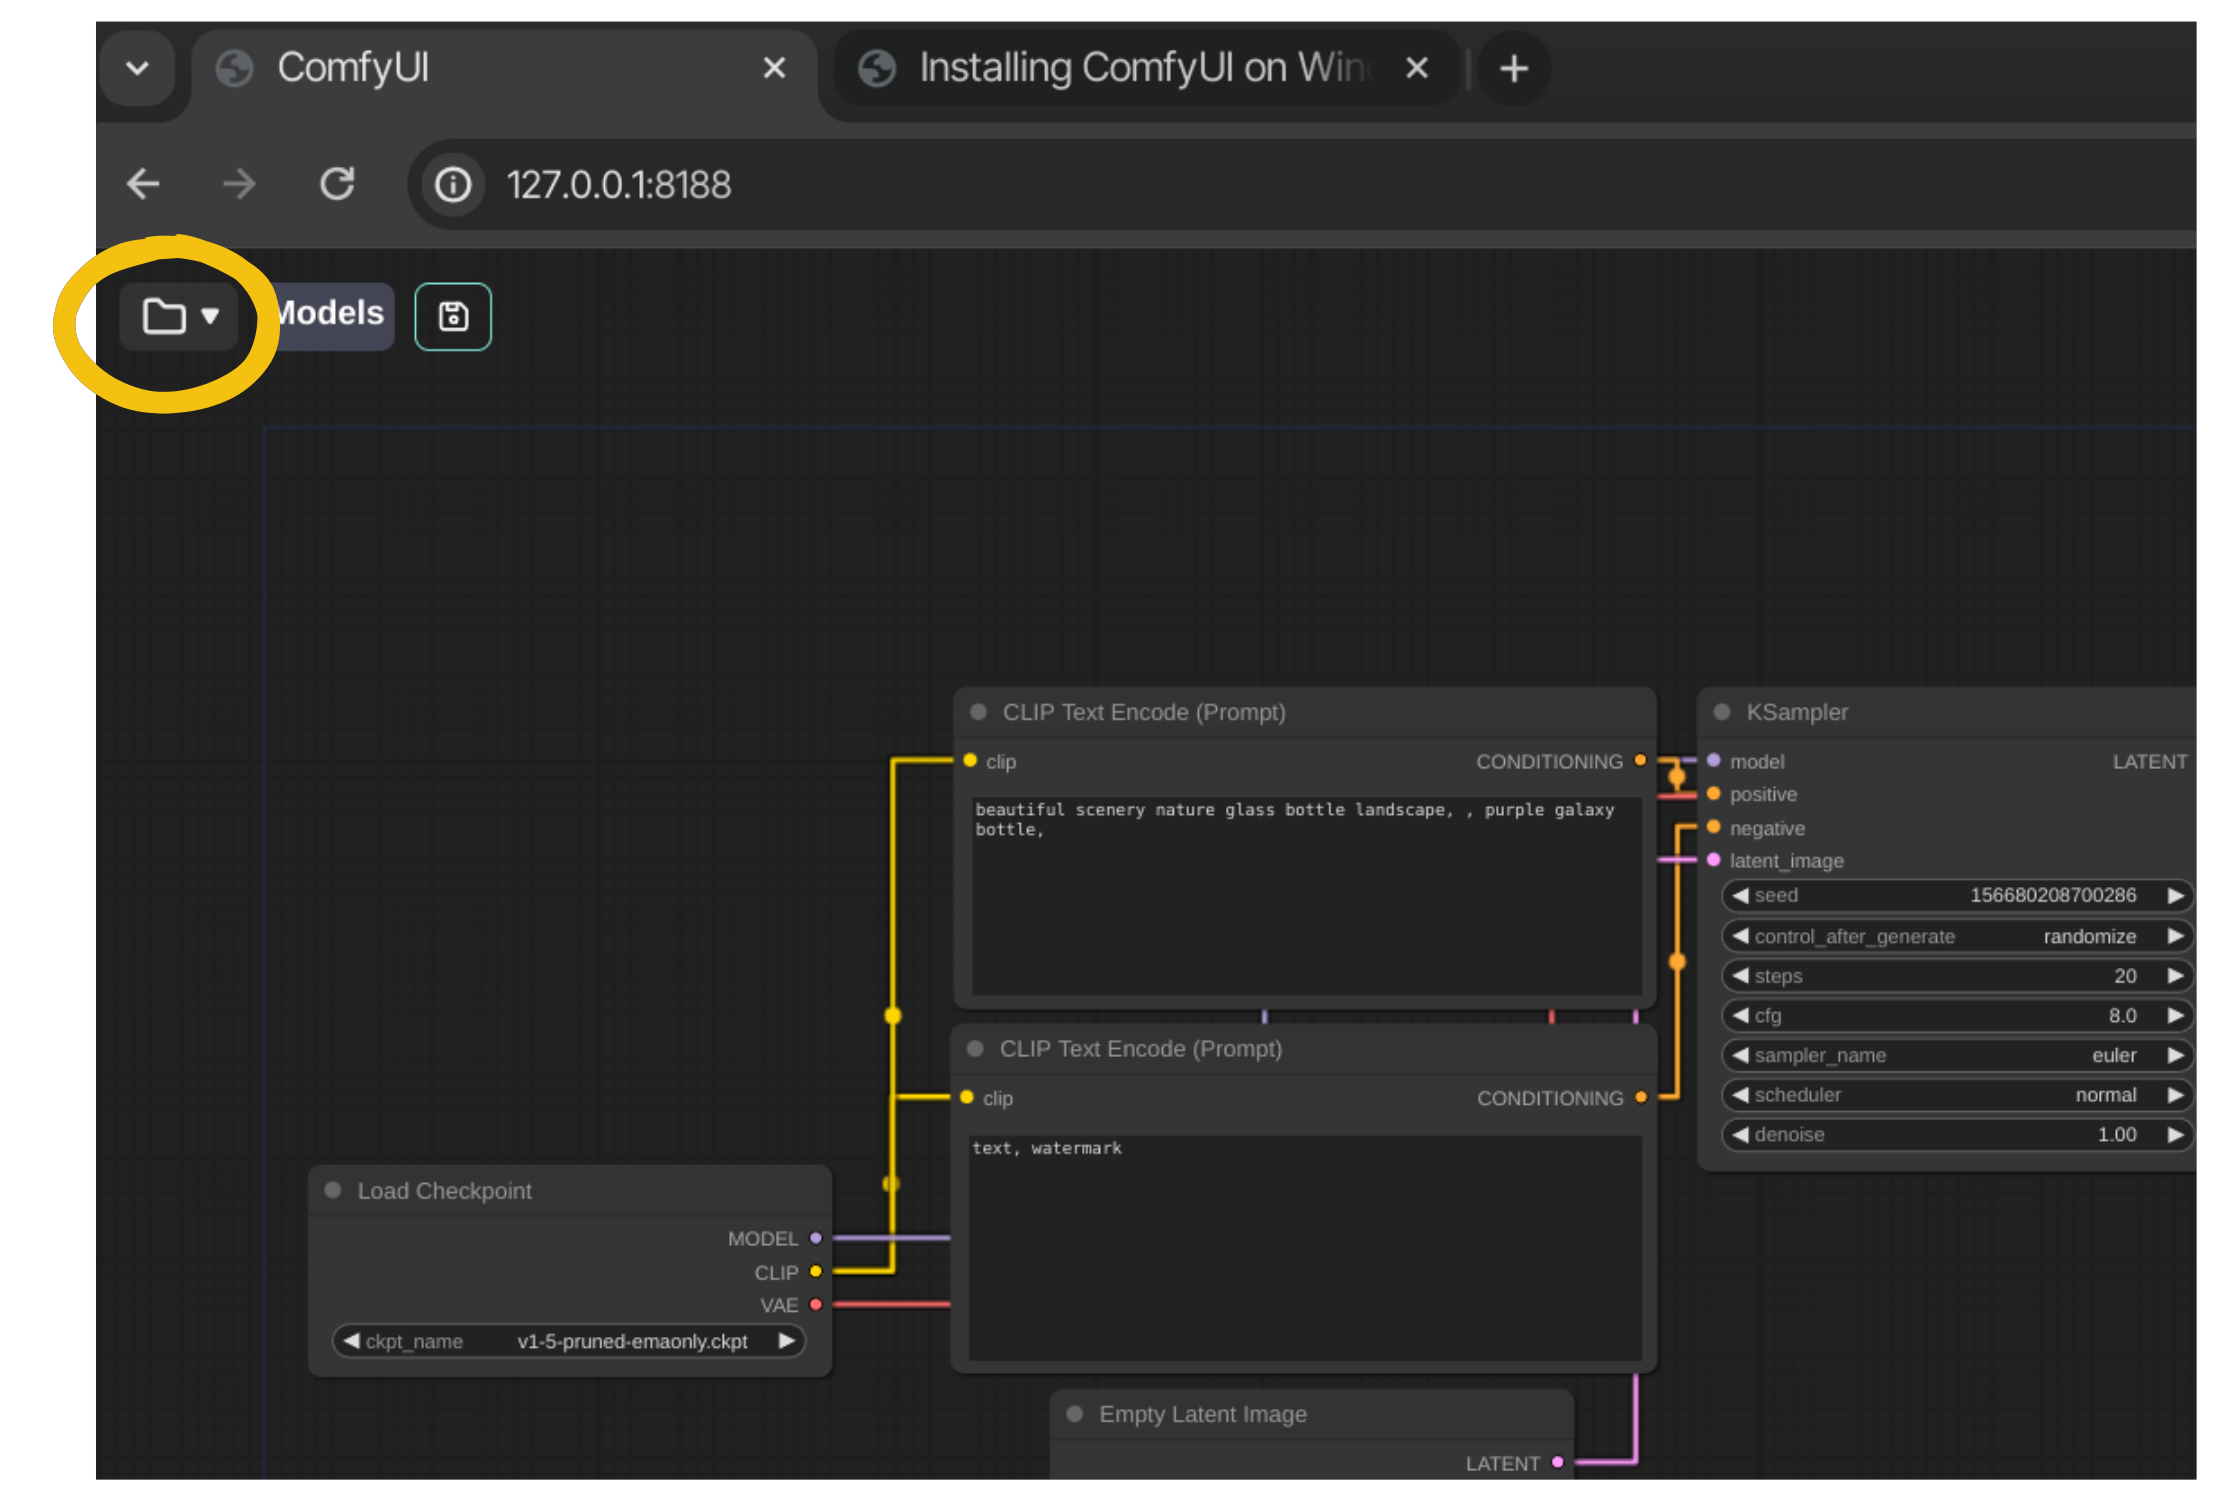 ComfyUI
Installing ComfyUI on Win
127.0.0.1:8188
Models
CLIP Text Encode (Prompt)
clip
CONDITIONING
beautiful scenery nature glass bottle landscape, , purple galaxy
bottle,
KSampler
model
LATENT
positive
negative
latent_image
seed 156680208700286
control_after_generate randomize
steps 20
cfg 8.0
sampler_name euler
scheduler normal
denoise 1.00
CLIP Text Encode (Prompt)
clip
CONDITIONING
text, watermark
Load Checkpoint
MODEL
CLIP
VAE
ckpt_name v1-5-pruned-emaonly.ckpt
Empty Latent Image
LATENT